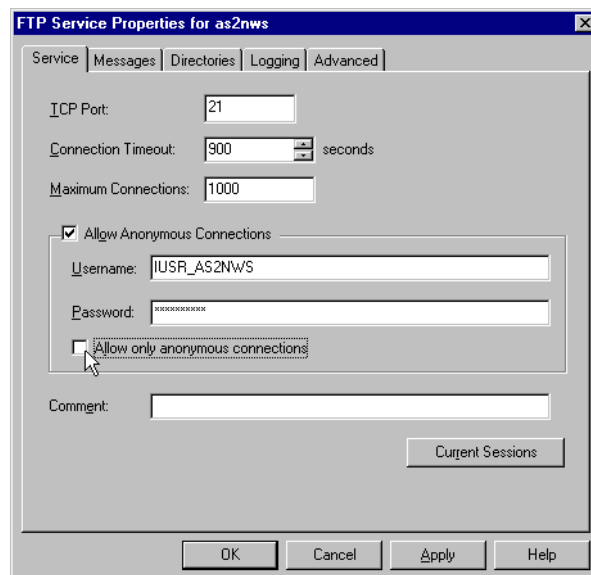 FTP Service Properties for as2nws
Service Messages Directories Logging Advanced
TCP Port: 21
Connection Timeout: 900 seconds
Maximum Connections: 1000
Allow Anonymous Connections
Username: IUSR_AS2NWS
Password: **********
Allow only anonymous connections
Comment:
Current Sessions
OK Cancel Apply Help